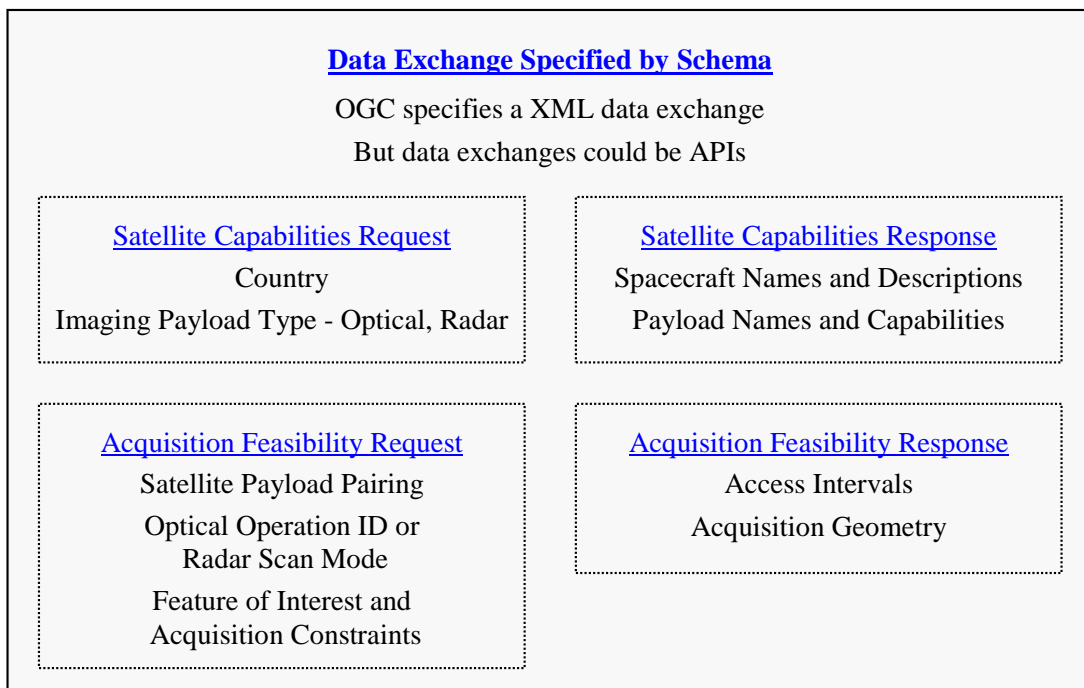 Data Exchange Specified by Schema
OGC specifies a XML data exchange
But data exchanges could be APIs
Satellite Capabilities Request
Country
Imaging Payload Type - Optical, Radar
Satellite Capabilities Response
Spacecraft Names and Descriptions
Payload Names and Capabilities
Acquisition Feasibility Request
Satellite Payload Pairing
Optical Operation ID or
Radar Scan Mode
Feature of Interest and
Acquisition Constraints
Acquisition Feasibility Response
Access Intervals
Acquisition Geometry